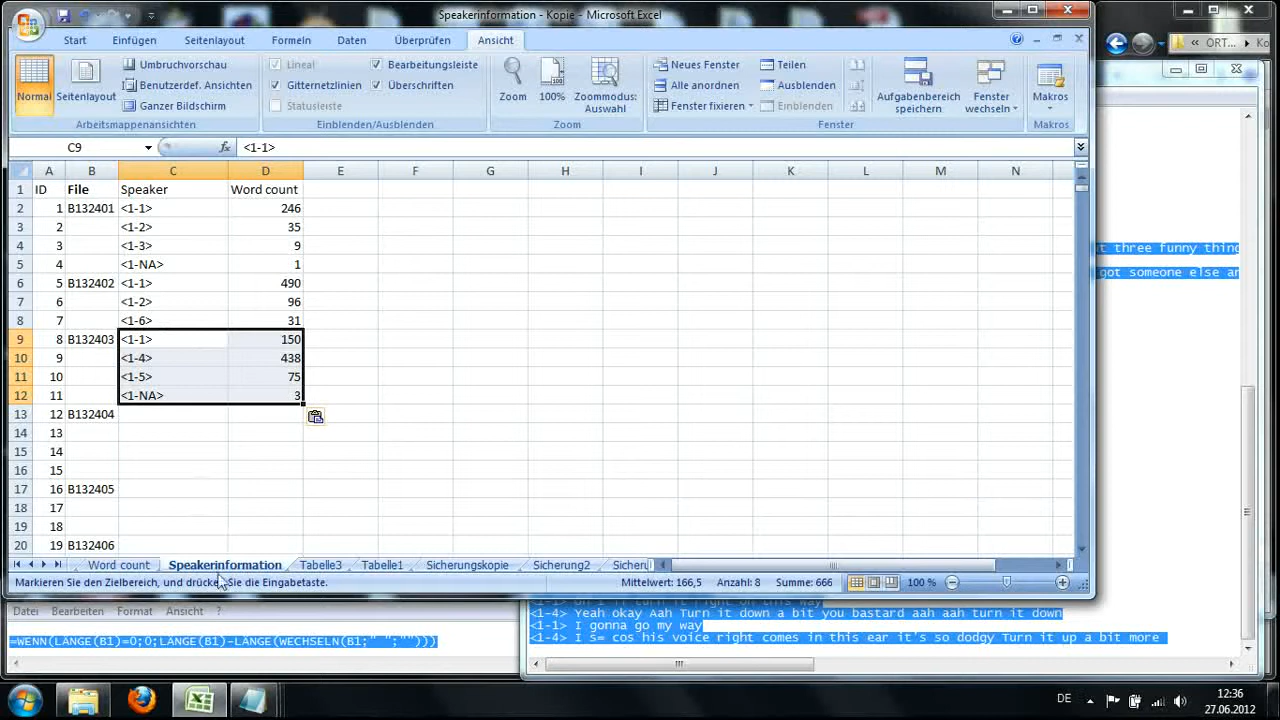 Speakerinformation - Kopie - Microsoft Excel
Start Einfügen Seitenlayout Formeln Daten Überprüfen Ansicht
ORT... Ko
Normal Seitenlayout
Umbruchvorschau
Benutzerdef. Ansichten
Ganzer Bildschirm
Arbeitsmappenansichten
Lineal Bearbeitungsleiste
Gitternetzlinien Überschriften
Statusleiste
Einblenden/Ausblenden
Zoom 100% Zoommodus: Auswahl
Zoom
Neues Fenster Teilen
Alle anordnen Ausblenden
Fenster fixieren Einblenden
Aufgabenbereich speichern
Fenster wechseln
Fenster
Makros
Makros
C9 fx <1-1>
A B C D E F G H I J K L M N
1 ID File Speaker Word count
2 1 B132401 <1-1> 246
3 2 <1-2> 35
4 3 <1-3> 9
5 4 <1-NA> 1
6 5 B132402 <1-1> 490
7 6 <1-2> 96
8 7 <1-6> 31
9 8 B132403 <1-1> 150
10 9 <1-4> 438
11 10 <1-5> 75
12 11 <1-NA> 3
13 12 B132404
14 13
15 14
16 15
17 16 B132405
18 17
19 18
20 19 B132406
t three funny thing
got someone else an
Word count Speakerinformation Tabelle3 Tabelle1 Sicherungskopie Sicherung2 Sicheru
Markieren Sie den Zielbereich, und drücke Sie die Eingabetaste. Mittelwert: 166,5 Anzahl: 8 Summe: 666 100 %
Datei Bearbeiten Format Ansicht ?
=WENN(LÄNGE(B1)=0;0;LÄNGE(B1)-LÄNGE(WECHSELN(B1;" ";"")))
<1-4> Yeah okay Aah Turn it down a bit you bastard aah aah turn it down
<1-1> I gonna go my way
<1-4> I s= cos his voice right comes in this ear it's so dodgy Turn it up a bit more
DE 12:36
27.06.2012